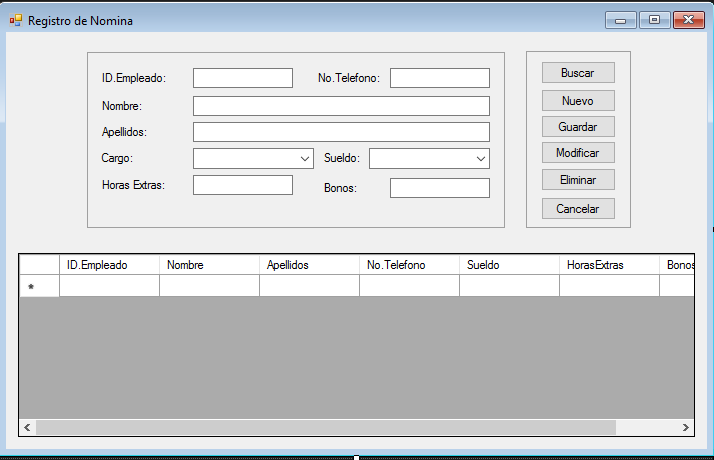 Registro de Nomina
ID.Empleado: No.Telefono:
Nombre:
Apellidos:
Cargo: Sueldo:
Horas Extras: Bonos:
Buscar
Nuevo
Guardar
Modificar
Eliminar
Cancelar
ID.Empleado Nombre Apellidos No.Telefono Sueldo HorasExtras Bonos
*